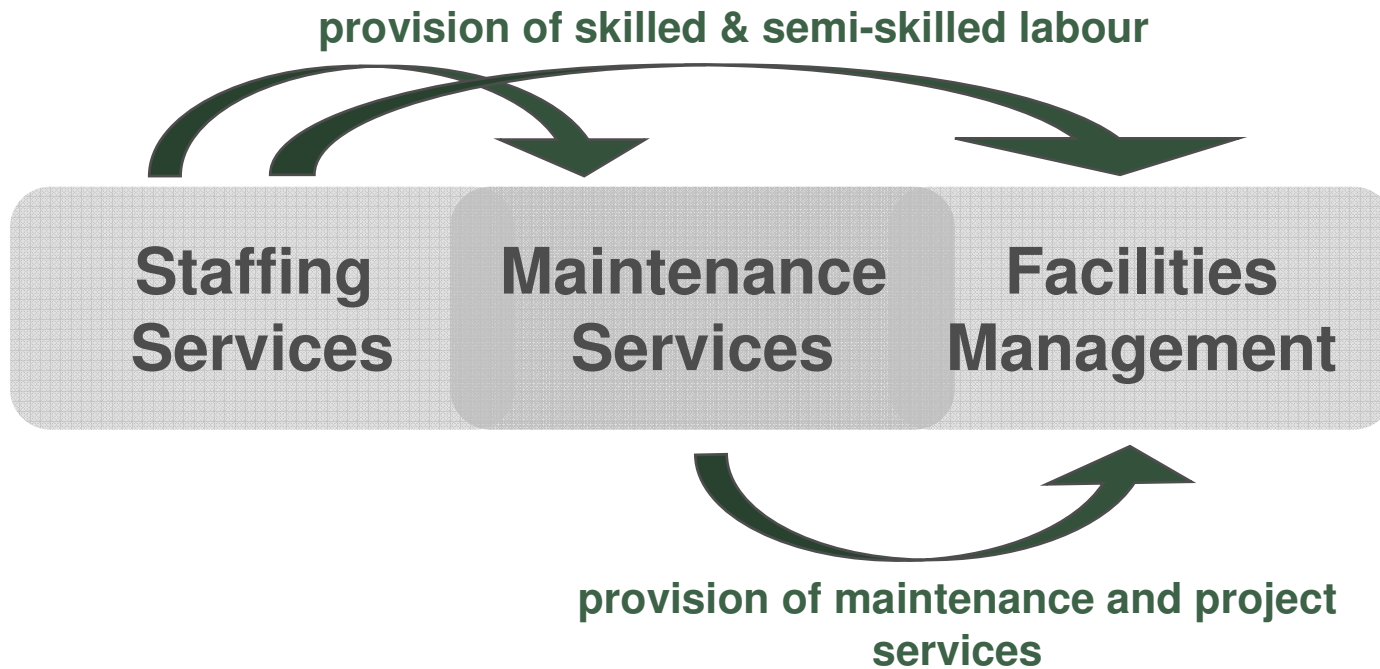 provision of skilled & semi-skilled labour
Staffing
Services
Maintenance
Services
Facilities
Management
provision of maintenance and project
services